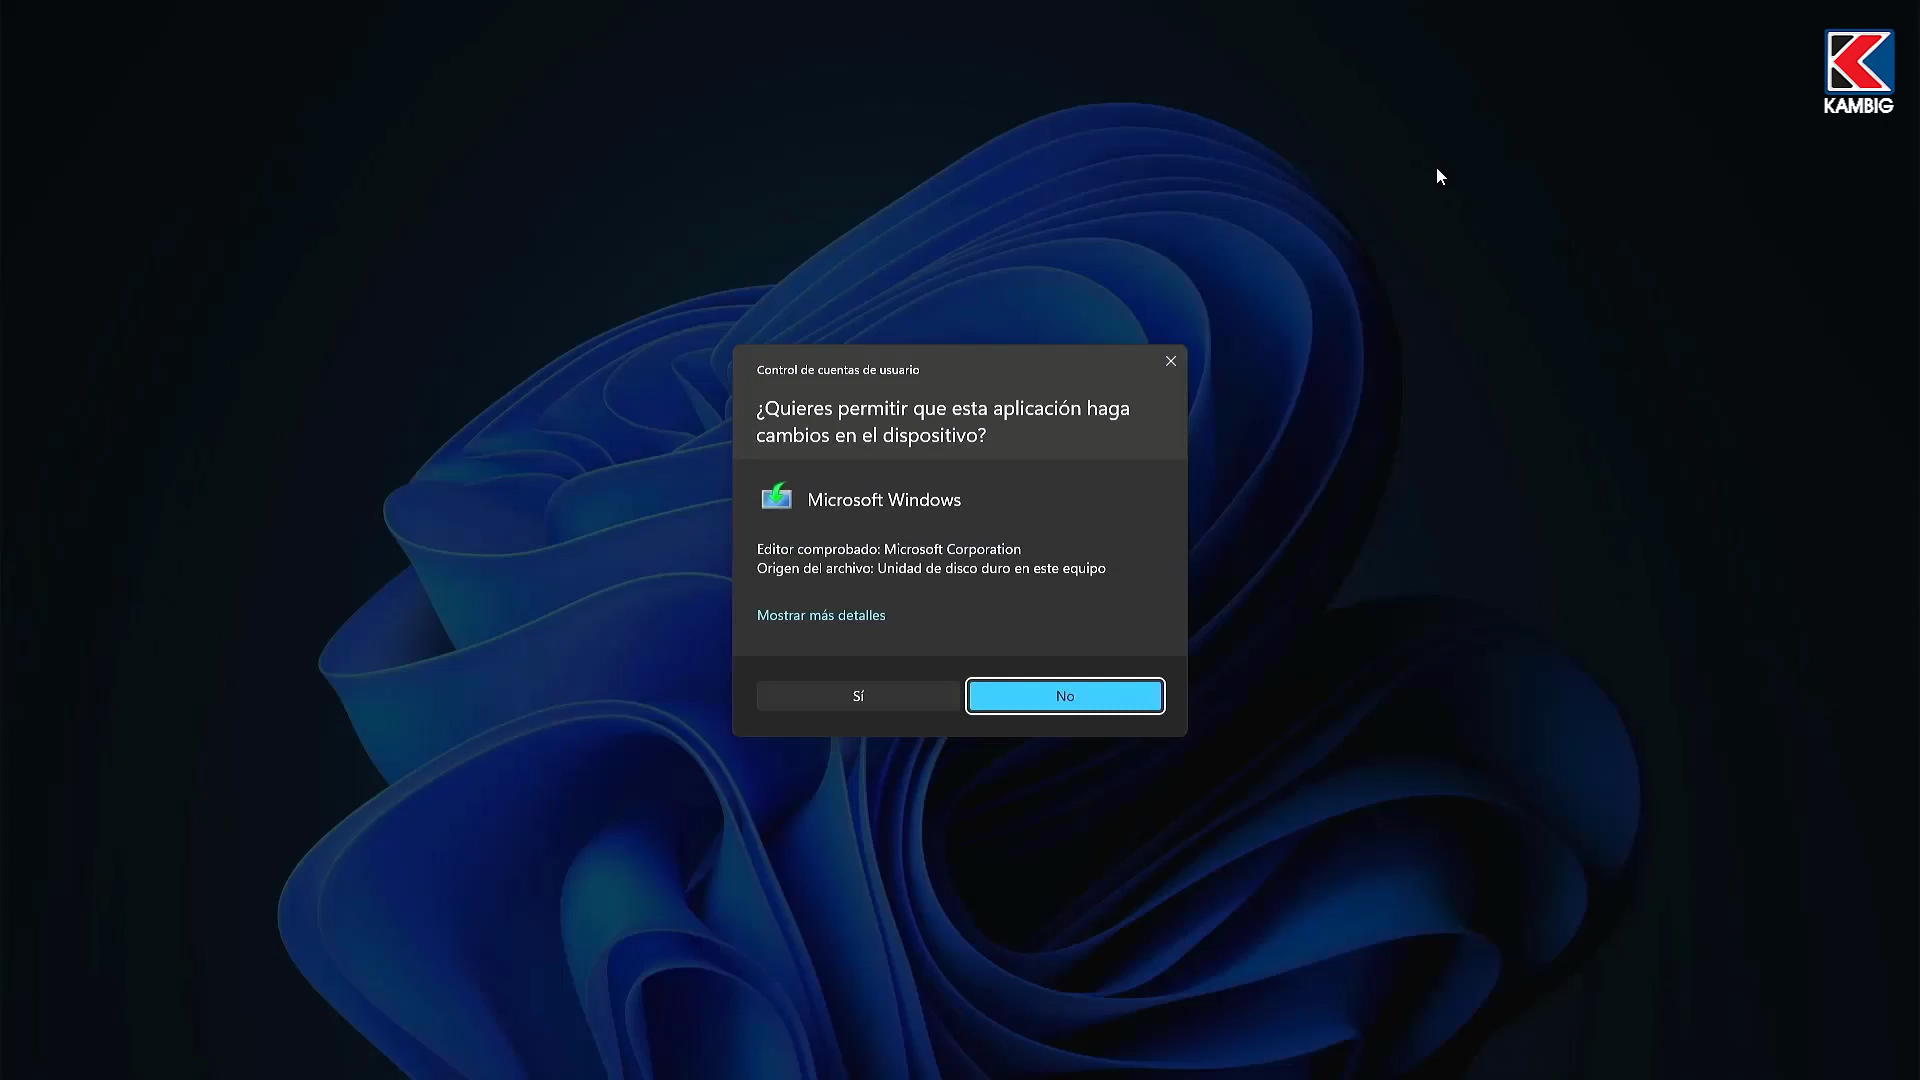 KAMBIG
Control de cuentas de usuario
¿Quieres permitir que esta aplicación haga
cambios en el dispositivo?
Microsoft Windows
Editor comprobado: Microsoft Corporation
Origen del archivo: Unidad de disco duro en este equipo
Mostrar más detalles
Sí
No